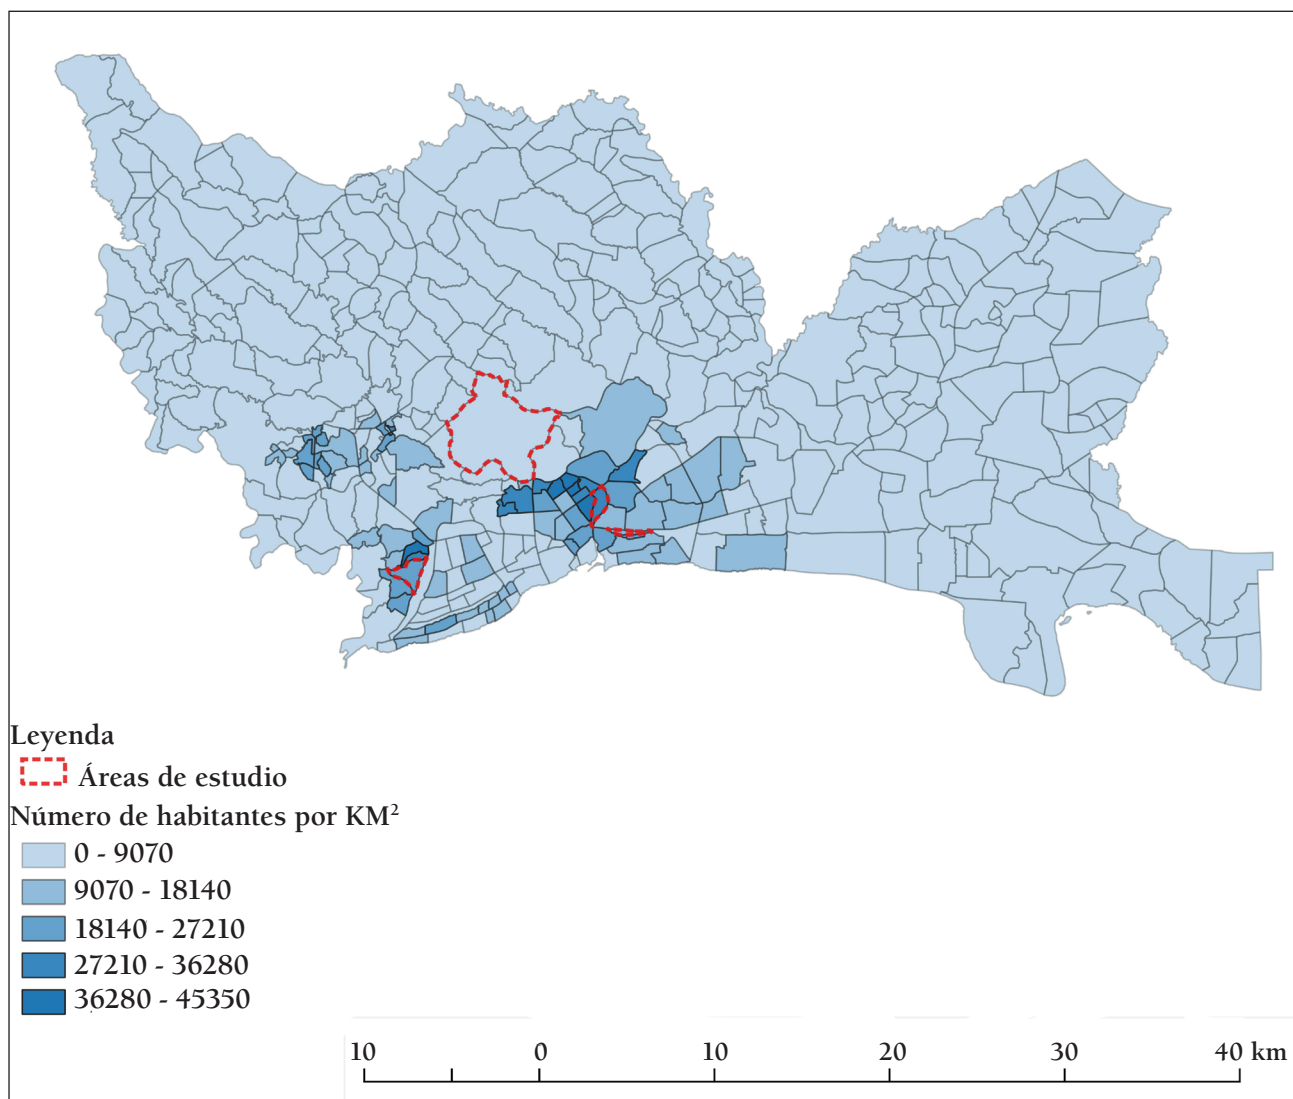 Leyenda
Áreas de estudio
Número de habitantes por KM²
0 - 9070
9070 - 18140
18140 - 27210
27210 - 36280
36280 - 45350
10 0 10 20 30 40 km